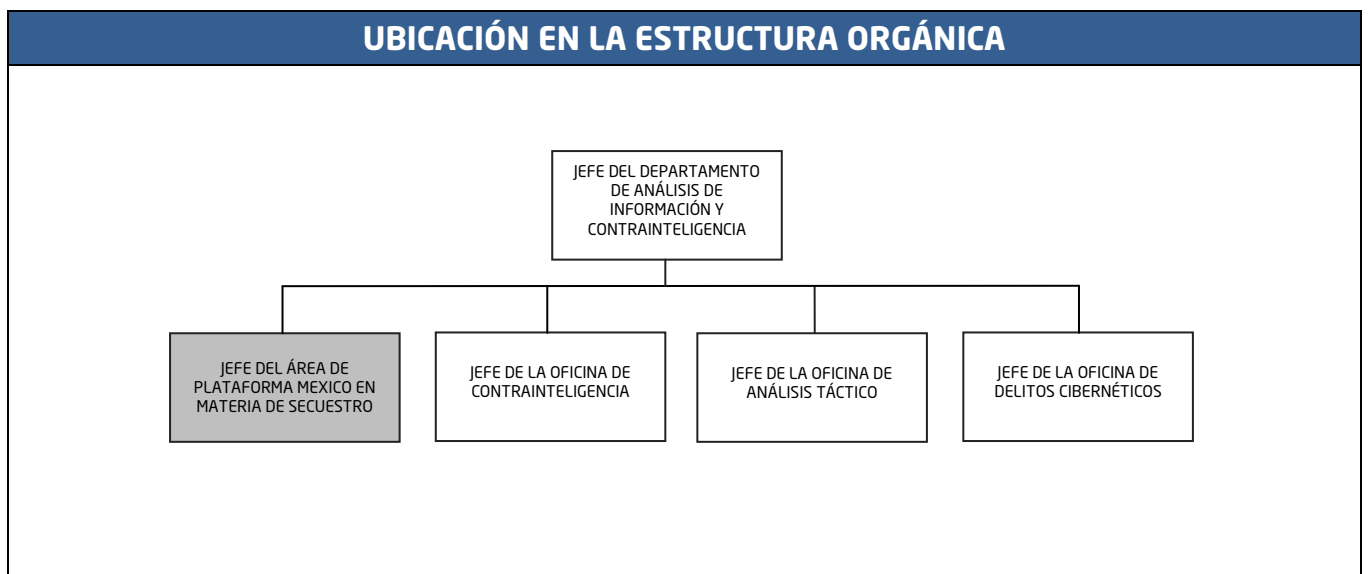 UBICACIÓN EN LA ESTRUCTURA ORGÁNICA
JEFE DEL DEPARTAMENTO
DE ANÁLISIS DE
INFORMACIÓN Y
CONTRAINTELIGENCIA
JEFE DEL ÁREA DE
PLATAFORMA MEXICO EN
MATERIA DE SECUESTRO
JEFE DE LA OFICINA DE
CONTRAINTELIGENCIA
JEFE DE LA OFICINA DE
ANÁLISIS TÁCTICO
JEFE DE LA OFICINA DE
DELITOS CIBERNÉTICOS